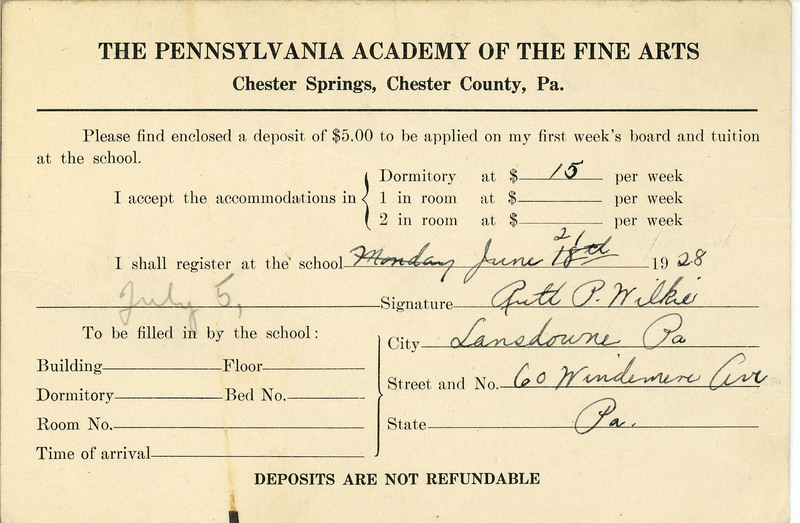 THE PENNSYLVANIA ACADEMY OF THE FINE ARTS
Chester Springs, Chester County, Pa.
Please find enclosed a deposit of $5.00 to be applied on my first week's board and tuition
at the school.
I accept the accommodations in
Dormitory at $ 15 per week
1 in room at $ per week
2 in room at $ per week
I shall register at the school Monday June 18th 21 1928
July 5,
Signature Ruth P. Wilkie
To be filled in by the school:
City Lansdowne Pa
Building Floor
Street and No. 60 Windemere Ave
Dormitory Bed No.
Room No.
State Pa.
Time of arrival
DEPOSITS ARE NOT REFUNDABLE